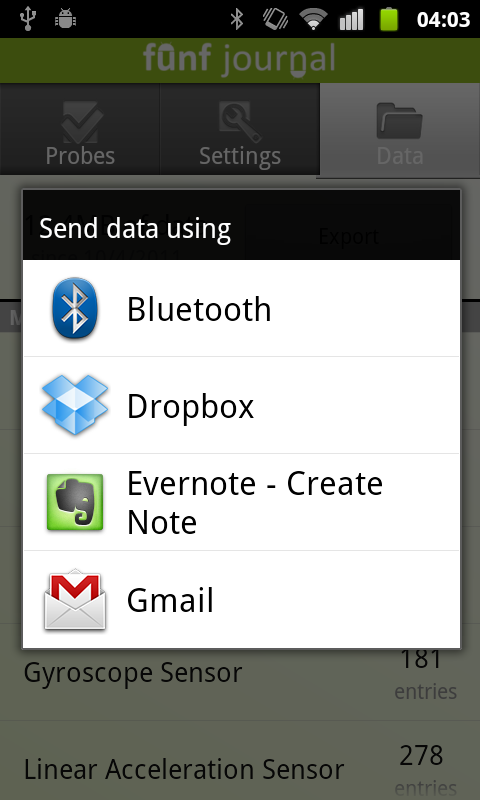 04:03
funf journal
Probes
Settings
Data
Send data using
Export
Bluetooth
Dropbox
Evernote - Create
Note
Gmail
181
Gyroscope Sensor
entries
278
Linear Acceleration Sensor
entries